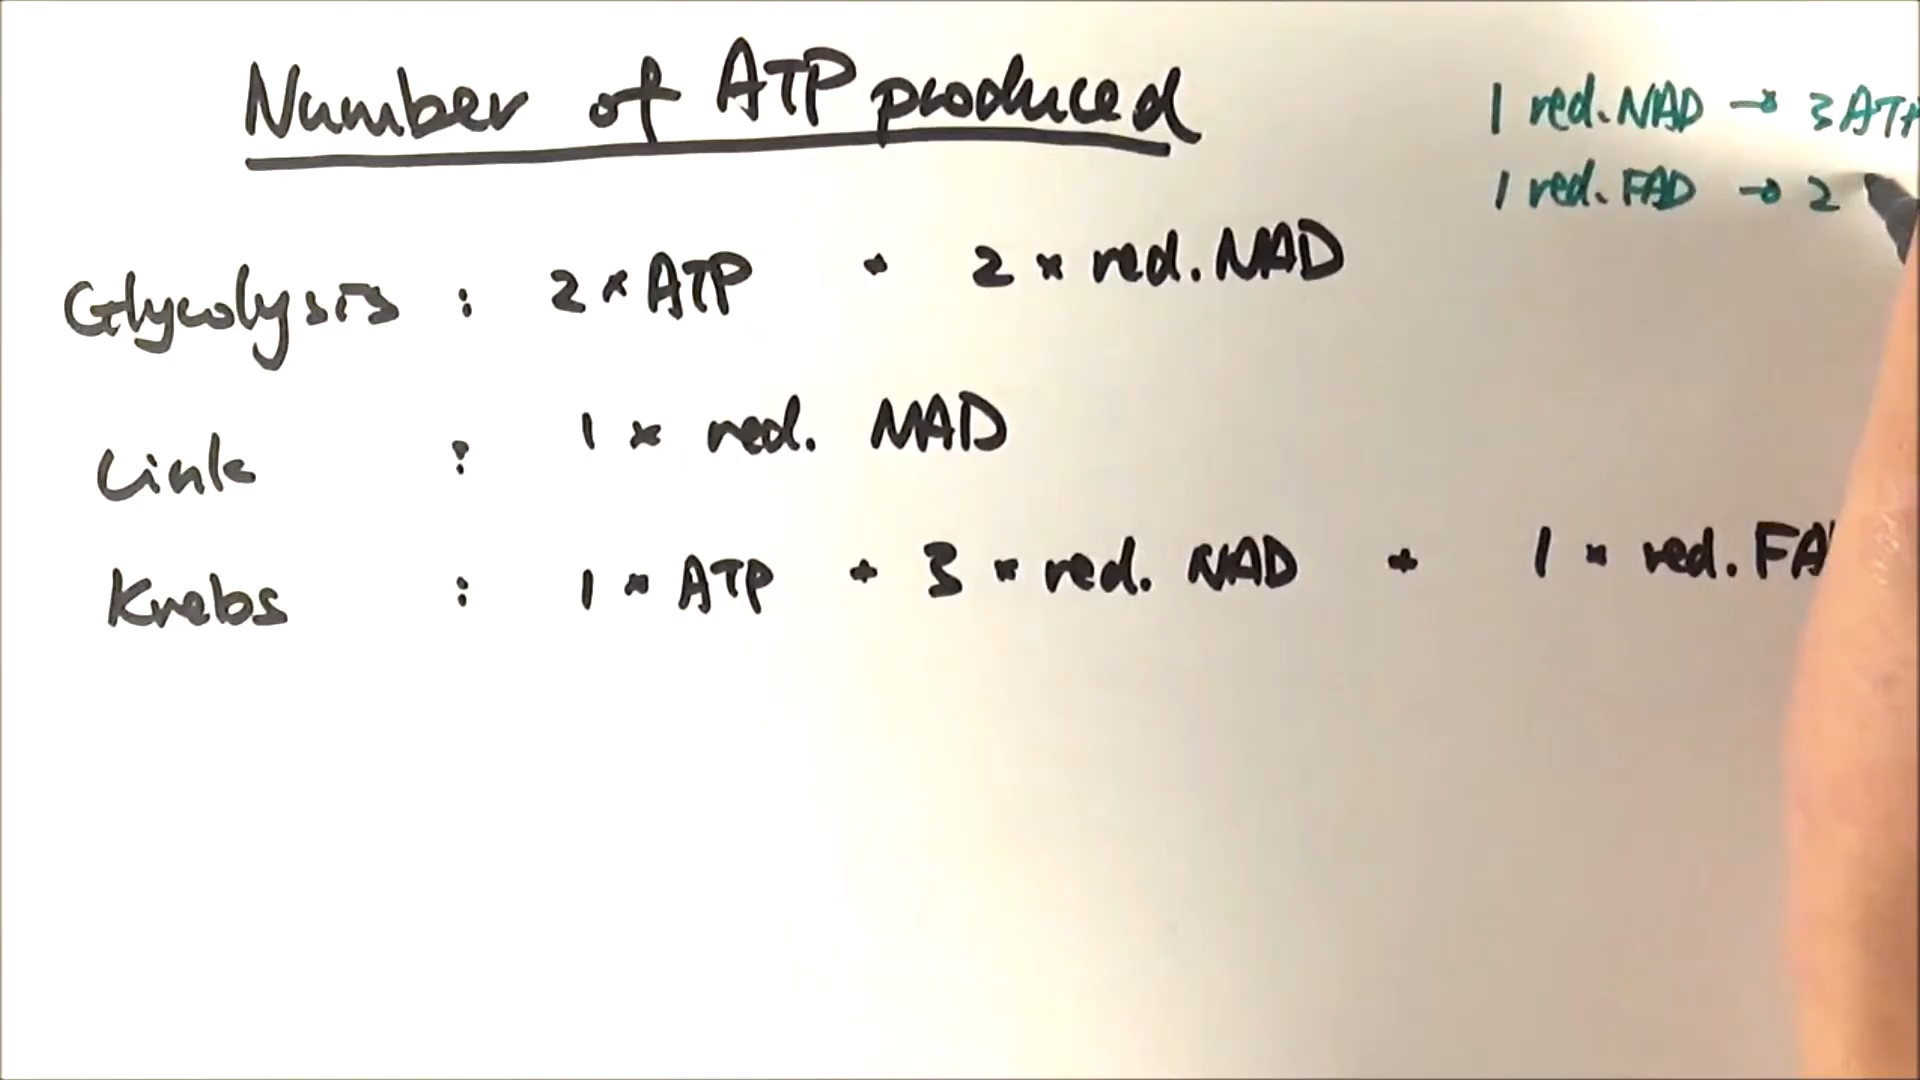 Number of ATP produced
1 red. NAD → 3 ATP
1 red. FAD → 2
Glycolysis : 2 × ATP + 2 × red. NAD
Link : 1 × red. NAD
Krebs : 1 × ATP + 3 × red. NAD + 1 × red. FA